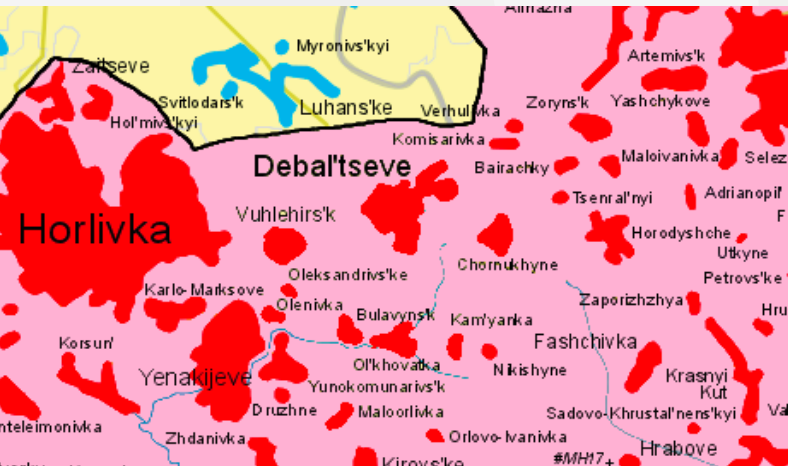 Almazna
Myronivs'kyi
Zaitseve
Artemivs'k
Svitlodars'k
Luhans'ke
Verhulivka
Zoryns'k
Yashchykove
Hol'mivs'kyi
Komisarivka
Debal'tseve
Bairachky
Maloivanivka
Selez
Tsenral'nyi
Adrianopil'
Vuhlehirs'k
F
Horlivka
Horodyshche
Utkyne
Chornukhyne
Oleksandrivs'ke
Petrovs'ke
Karlo-Marksove
Zaporizhzhya
Olenivka
Bulavyns'k
Kam'yanka
Hru
Korsun'
Fashchivka
Ol'khovatka
Nikishyne
Yenakijeve
Krasnyi
Kut
Yunokomunarivs'k
Druzhne
Maloorlivka
Sadovo-Khrustal'nens'kyi
Val
nteleimonivka
Zhdanivka
Orlovo-Ivanivka
Hrabove
#MH17+
Kirovs'ke